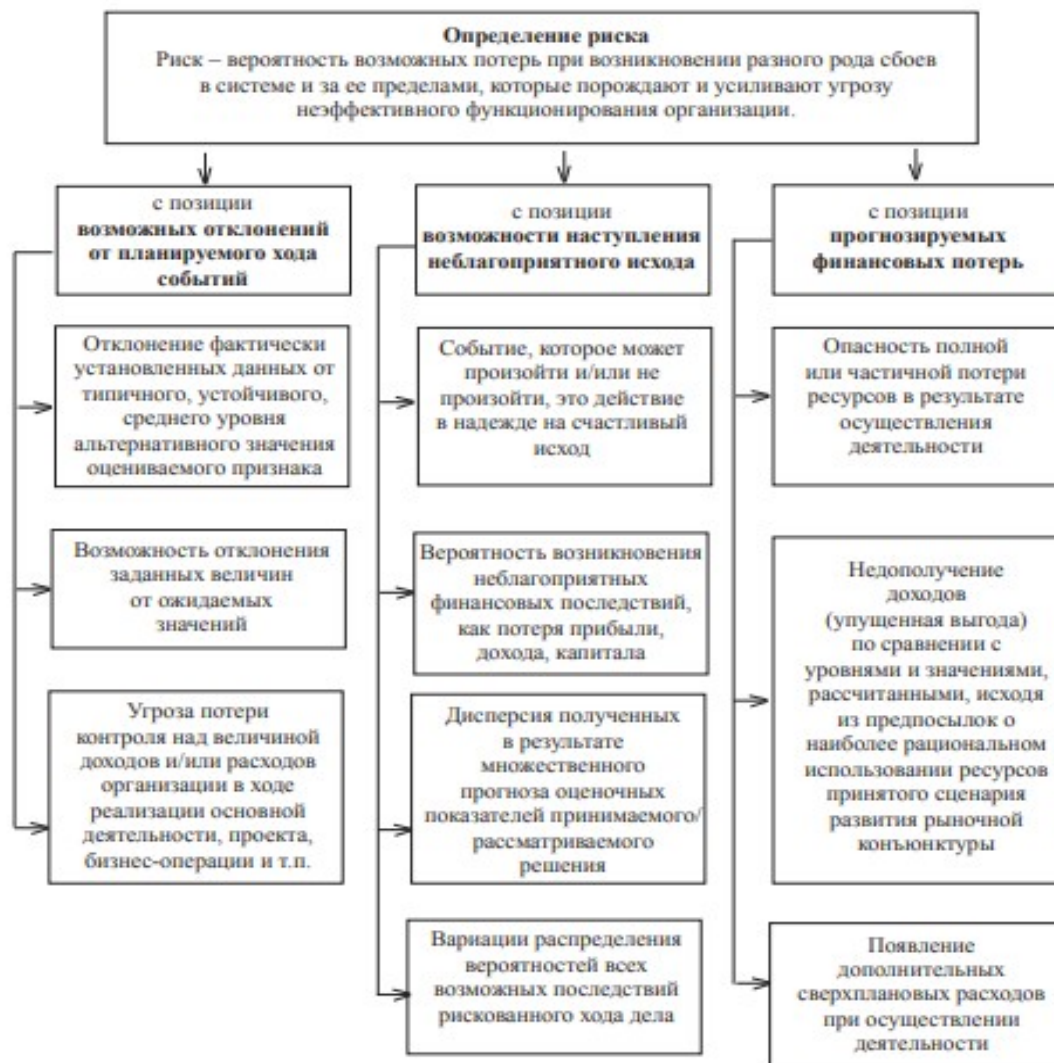 Определение риска
Риск – вероятность возможных потерь при возникновении разного рода сбоев
в системе и за ее пределами, которые порождают и усиливают угрозу
неэффективного функционирования организации.
с позиции
возможных отклонений
от планируемого хода
событий
Отклонение фактически
установленных данных от
типичного, устойчивого,
среднего уровня
альтернативного значения
оцениваемого признака
Возможность отклонения
заданных величин
от ожидаемых
значений
Угроза потери
контроля над величиной
доходов и/или расходов
организации в ходе
реализации основной
деятельности, проекта,
бизнес-операции и т.п.
с позиции
возможности наступления
неблагоприятного исхода
Событие, которое может
произойти и/или не
произойти, это действие
в надежде на счастливый
исход
Вероятность возникновения
неблагоприятных
финансовых последствий,
как потеря прибыли,
дохода, капитала
Дисперсия полученных
в результате
множественного
прогноза оценочных
показателей принимаемого/
рассматриваемого
решения
Вариации распределения
вероятностей всех
возможных последствий
рискованного хода дела
с позиции
прогнозируемых
финансовых потерь
Опасность полной
или частичной потери
ресурсов в результате
осуществления
деятельности
Недополучение
доходов
(упущенная выгода)
по сравнении с
уровнями и значениями,
рассчитанными, исходя
из предпосылок о
наиболее рациональном
использовании ресурсов
принятого сценария
развития рыночной
конъюнктуры
Появление
дополнительных
сверхплановых расходов
при осуществлении
деятельности